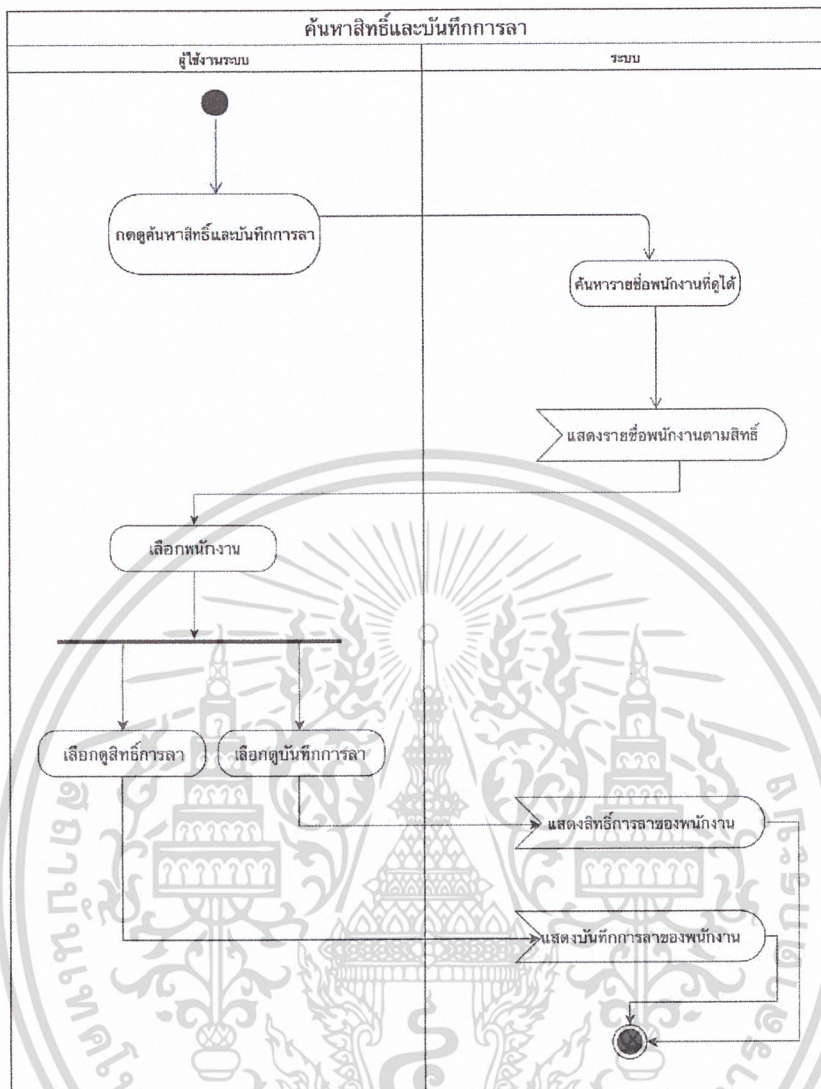 ค้นหาสิทธิ์และบันทึกการลา
ผู้ใช้งานระบบ
ระบบ
กดดูค้นหาสิทธิ์และบันทึกการลา
ค้นหารายชื่อพนักงานที่ดูได้
แสดงรายชื่อพนักงานตามสิทธิ์
เลือกพนักงาน
เลือกดูสิทธิ์การลา
เลือกดูบันทึกการลา
แสดงสิทธิ์การลาของพนักงาน
แสดงบันทึกการลาของพนักงาน